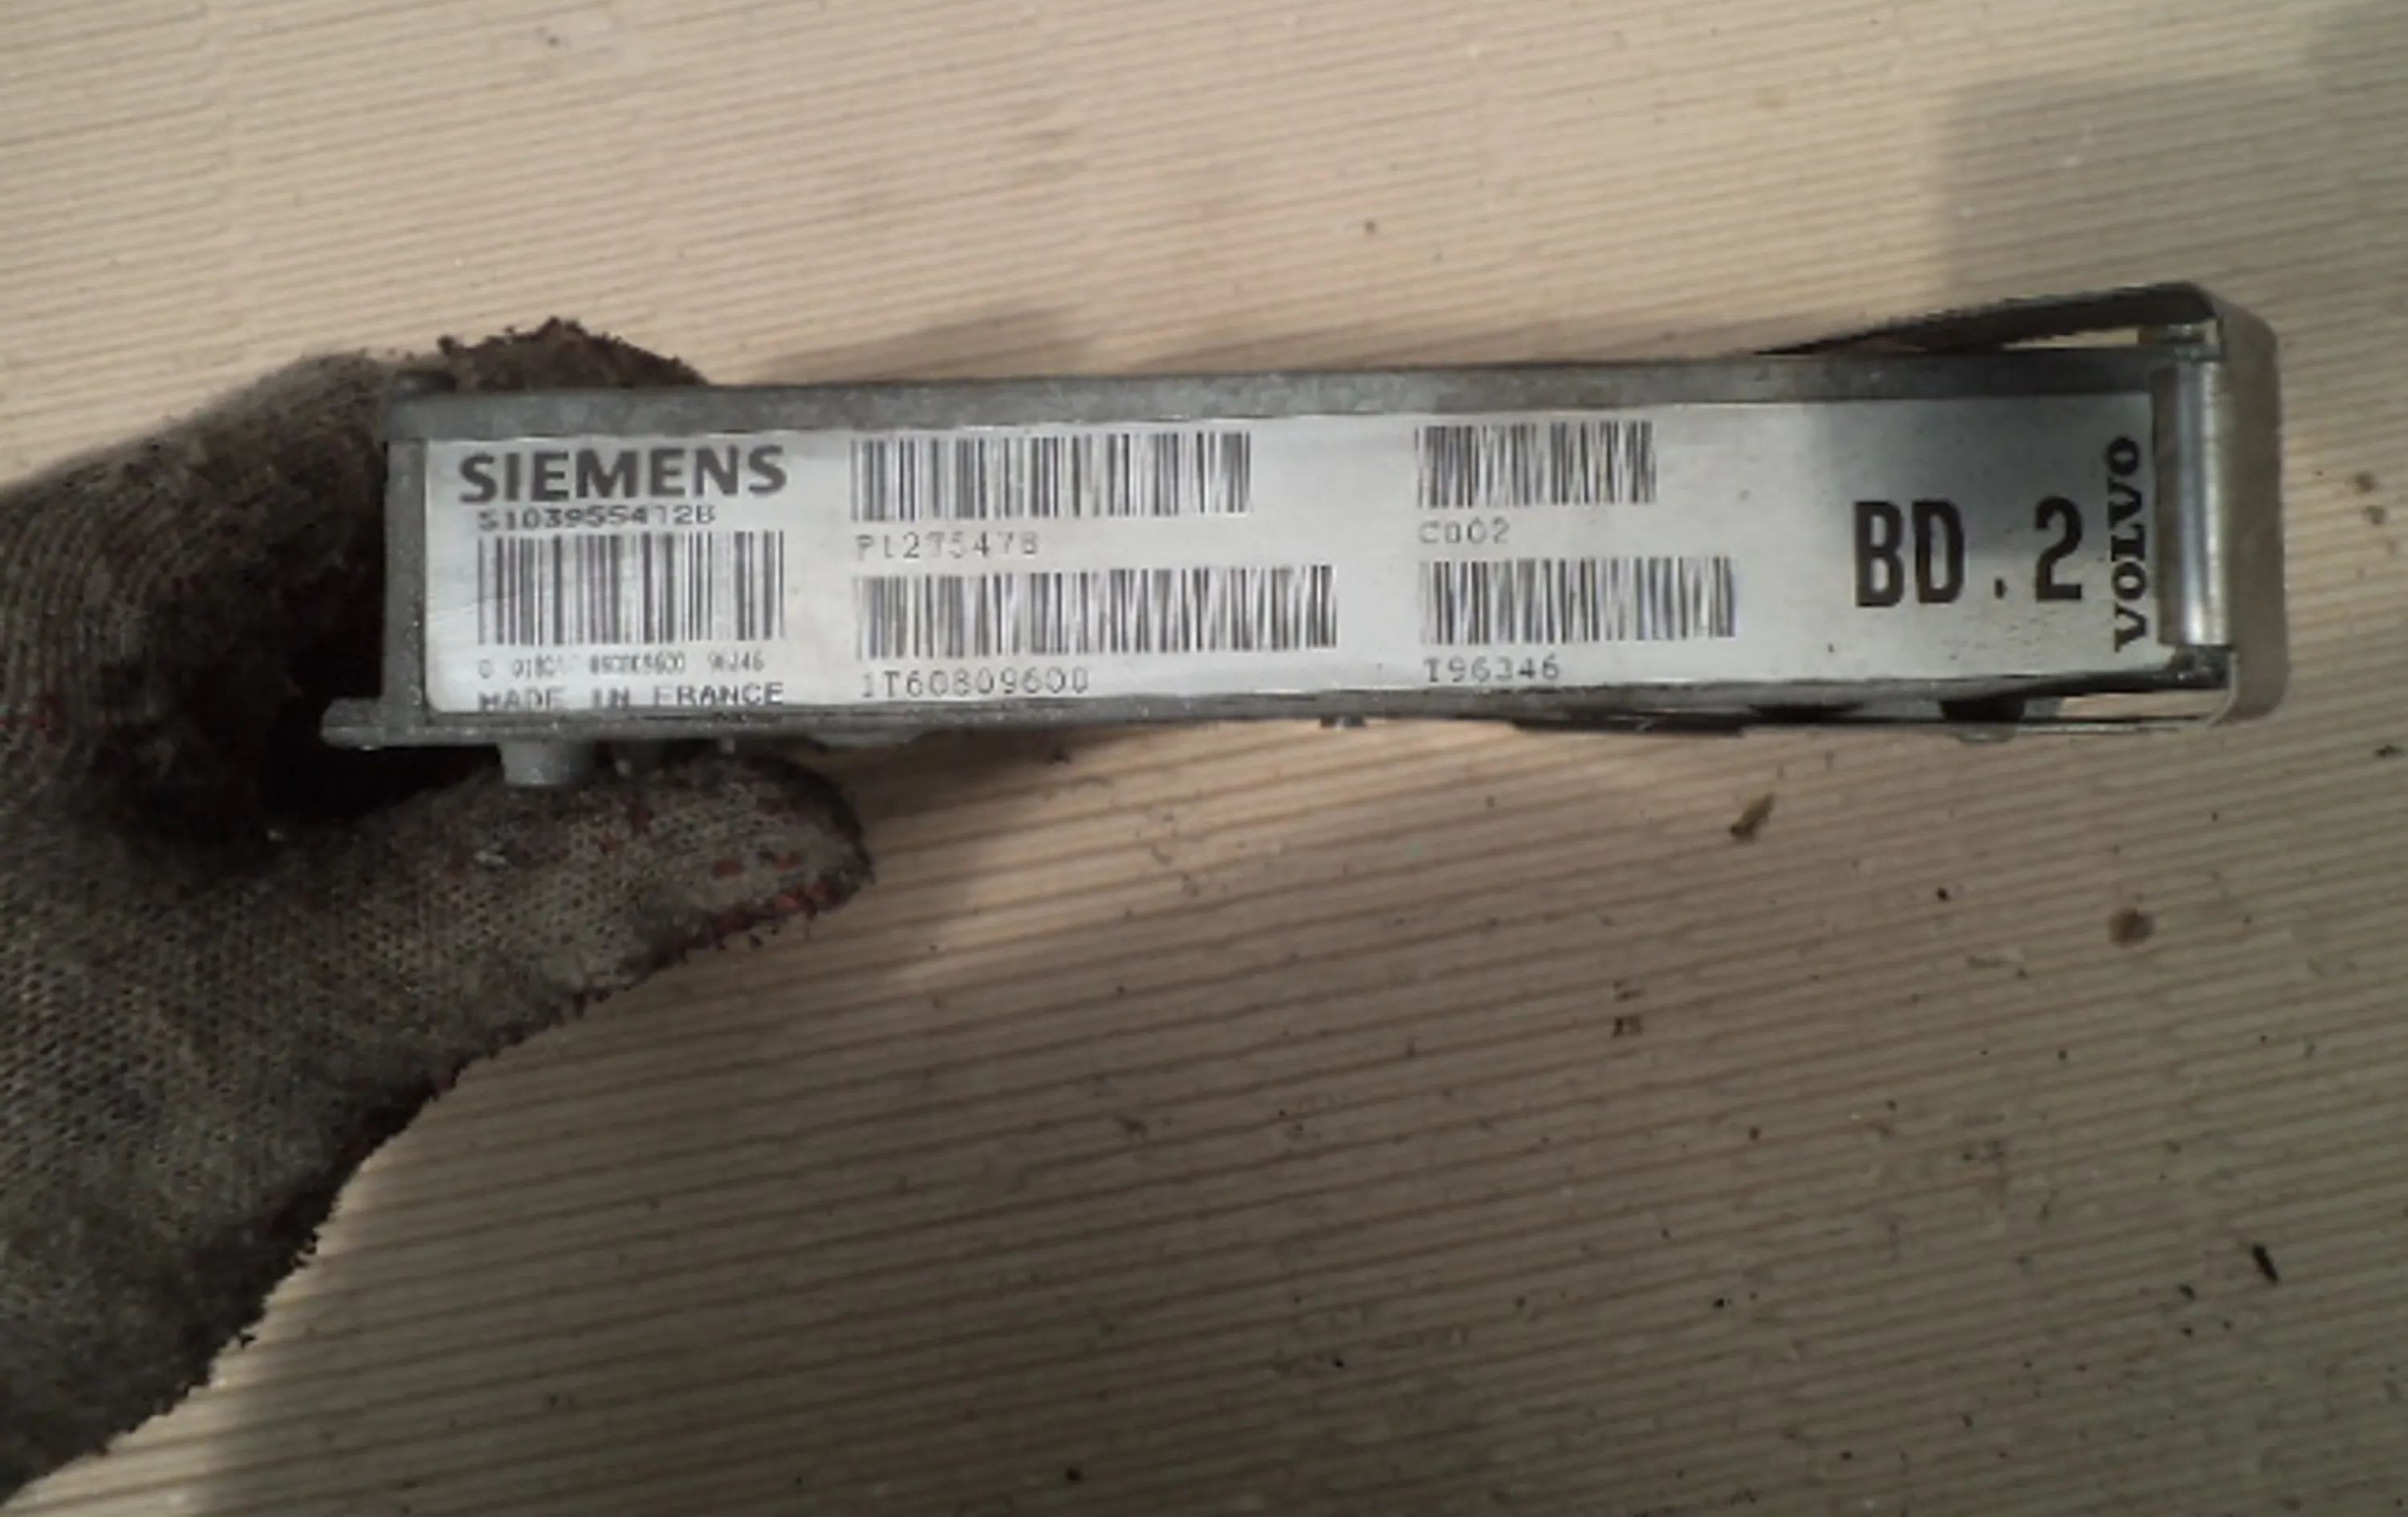 SIEMENS
S103955412B
MADE IN FRANCE
P1275478
1T60809600
C002
T96346
BD.2
VOLVO